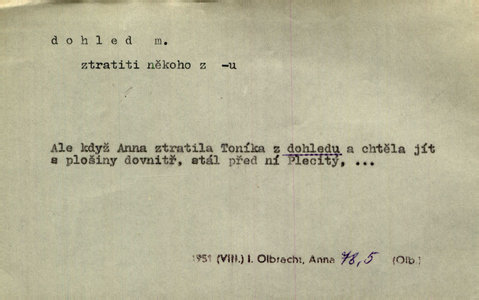 dohled m.
ztratiti někoho z -u
Ale když Anna ztratila Toníka z dohledu a chtěla jít
s plošiny dovnitř, stál před ní Plecitý, ...
1951 (VIII.) I. Olbracht, Anna 78,5 (Olb.)